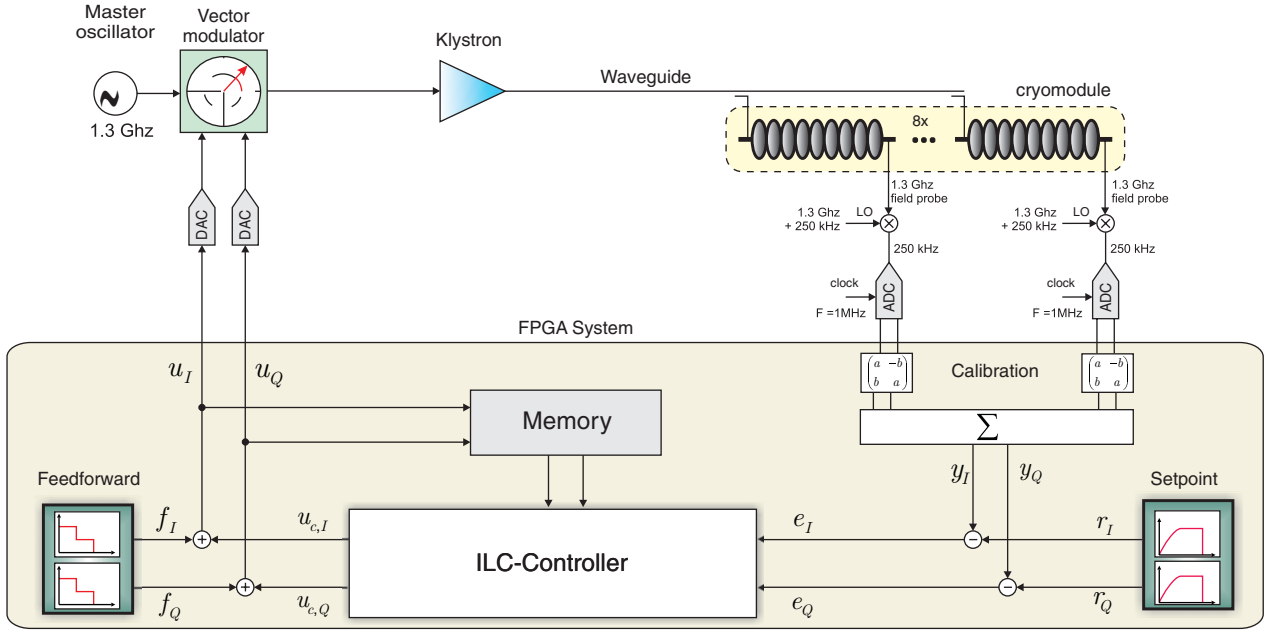 Master
oscillator
Vector
modulator
Klystron
Waveguide
cryomodule
8x
1.3 Ghz
1.3 Ghz
field probe
1.3 Ghz
field probe
1.3 Ghz
+ 250 kHz
LO
1.3 Ghz
+ 250 kHz
LO
250 kHz
250 kHz
DAC
DAC
clock
F =1MHz
ADC
clock
F =1MHz
ADC
FPGA System
u_I
u_Q
a -b
b a
Calibration
a -b
b a
Memory
Σ
y_I
y_Q
Feedforward
Setpoint
f_I
+
u_{c,I}
ILC-Controller
e_I
−
r_I
f_Q
+
u_{c,Q}
e_Q
−
r_Q